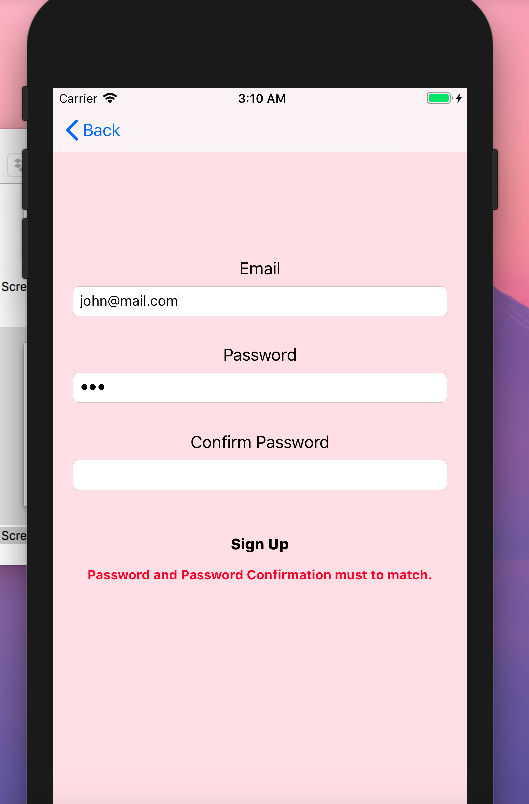 Carrier 3:10 AM
Back
Scre
Email
john@mail.com
Password
•••
Confirm Password
Sign Up
Scre
Password and Password Confirmation must to match.